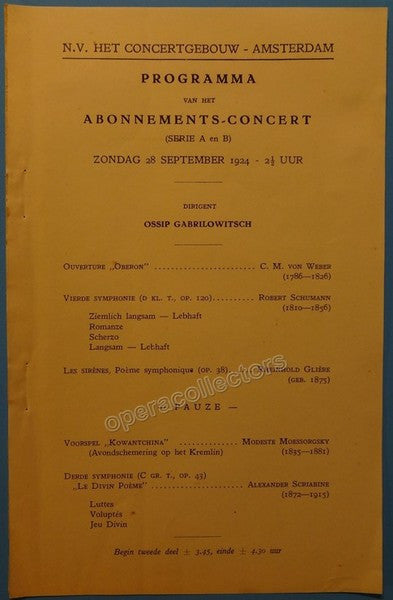 N.V. HET CONCERTGEBOUW - AMSTERDAM
PROGRAMMA
VAN HET
ABONNEMENTS-CONCERT
(SERIE A en B)
ZONDAG 28 SEPTEMBER 1924 - 2½ UUR
DIRIGENT
OSSIP GABRILOWITSCH
OUVERTURE „OBERON" ........................ C. M. VON WEBER
(1786—1826)
VIERDE SYMPHONIE (D KL. T., OP. 120).......... ROBERT SCHUMANN
(1810—1856)
Ziemlich langsam — Lebhaft
Romanze
Scherzo
Langsam — Lebhaft
LES SIRÈNES, Poème symphonique (OP. 38). REINHOLD GLIÈRE
(GEB. 1875)
operacollectors
— PAUZE —
VOORSPEL „KOWANTCHINA" .................. MODESTE MOESSORGSKY
(Avondschemering op het Kremlin) (1835—1881)
DERDE SYMPHONIE (C GR. T., OP. 43)
„LE DIVIN POÈME" ...................... ALEXANDER SCRIABINE
(1872—1915)
Luttes
Voluptés
Jeu Divin
Begin tweede deel ± 3.45, einde ± 4.30 uur